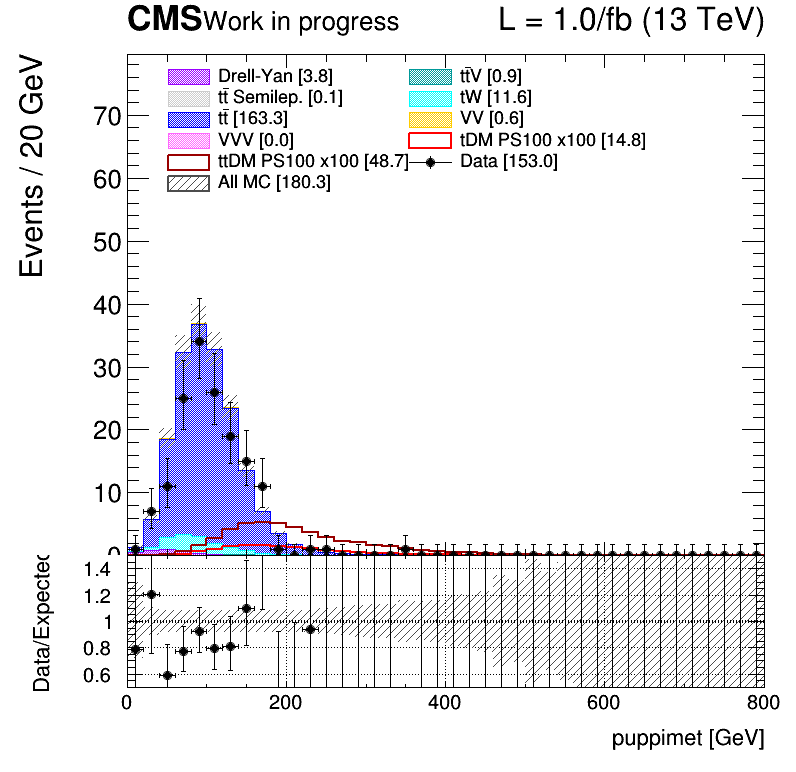 CMS Work in progress L = 1.0/fb (13 TeV)
Events / 20 GeV
Drell-Yan [3.8] tt̄V [0.9]
tt̄ Semilep. [0.1] tW [11.6]
tt̄ [163.3] VV [0.6]
VVV [0.0] tDM PS100 x100 [14.8]
ttDM PS100 x100 [48.7] Data [153.0]
All MC [180.3]
70
60
50
40
30
20
10
0
Data/Expected
1.4
1.2
1
0.8
0.6
0 200 400 600 800
puppimet [GeV]